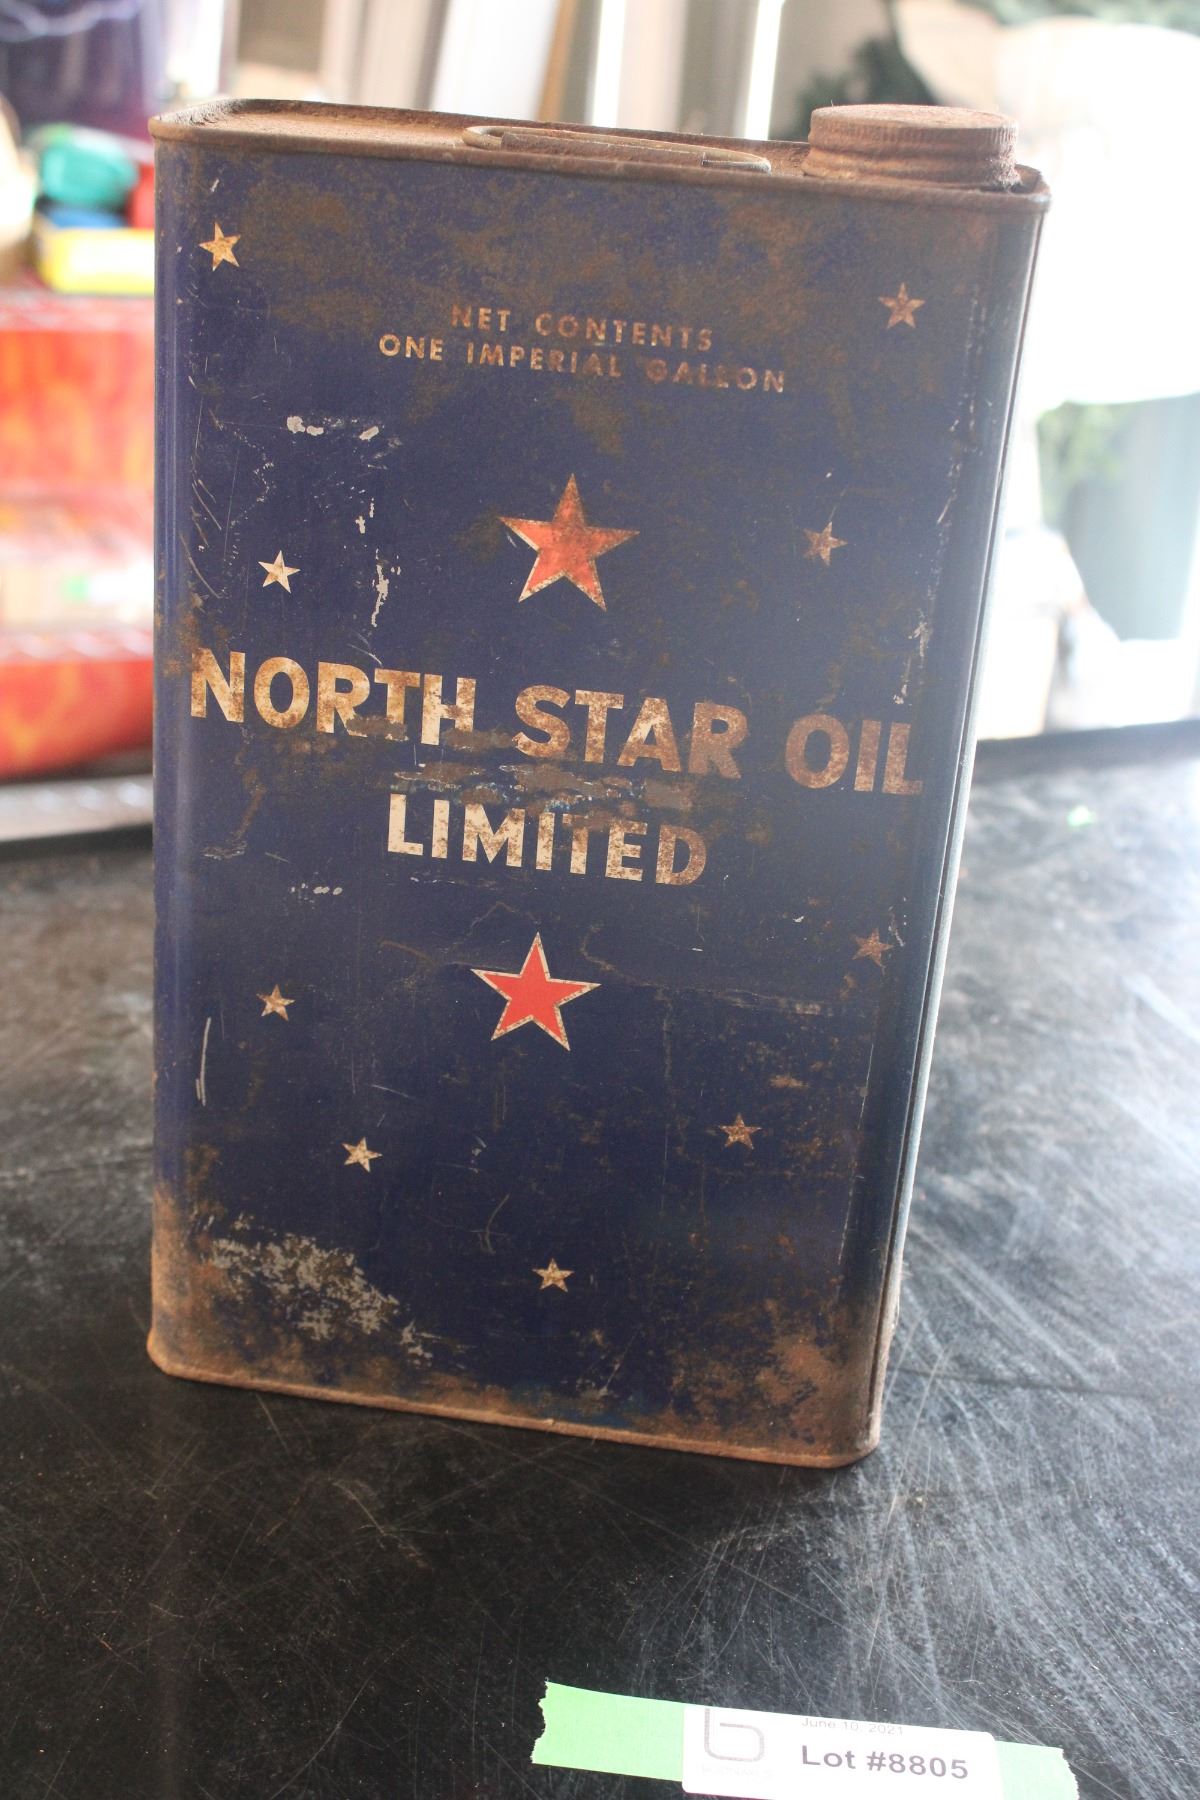 NET CONTENTS
ONE IMPERIAL GALLON
NORTH STAR OIL
LIMITED
June 10, 2021
Lot #8805